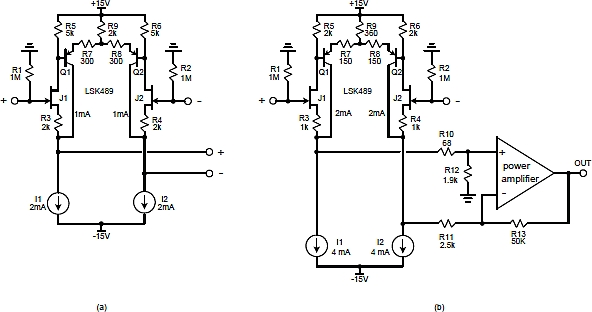 +15V
R5
5k
R9
2k
R6
5k
R7
300
R8
300
Q1
Q2
R1
1M
R2
1M
LSK489
+
J1
J2
-
1mA
1mA
R3
2k
R4
2k
+
-
I1
2mA
I2
2mA
-15V
(a)
+15V
R5
2k
R9
360
R6
2k
R7
150
R8
150
Q1
Q2
R1
1M
R2
1M
LSK489
+
J1
J2
-
2mA
2mA
R3
1k
R4
1k
R10
68
R12
1.9k
+
power
amplifier
-
OUT
R11
2.5k
R13
50K
I1
4 mA
I2
4 mA
-15V
(b)